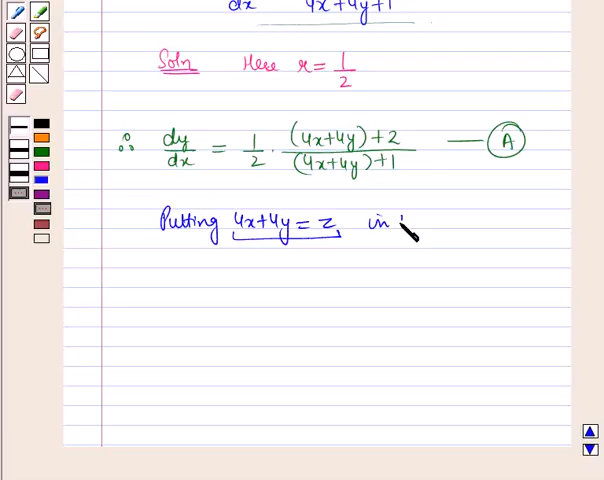 dx 4x+4y+1
Soln Here r = 1/2
∴ dy/dx = 1/2 · (4x+4y)+2 / (4x+4y)+1 — A
Putting 4x+4y = z in